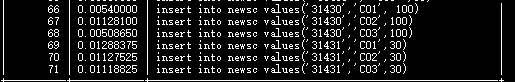 66 | 0.00540000 | insert into newsc values('31430','C01', 100)
67 | 0.01128100 | insert into newsc values('31430','C02',100)
68 | 0.00508650 | insert into newsc values('31430','C03',100)
69 | 0.01288375 | insert into newsc values('31431','C01',30)
70 | 0.01127525 | insert into newsc values('31431','C02',30)
71 | 0.01118825 | insert into newsc values('31431','C03',30)